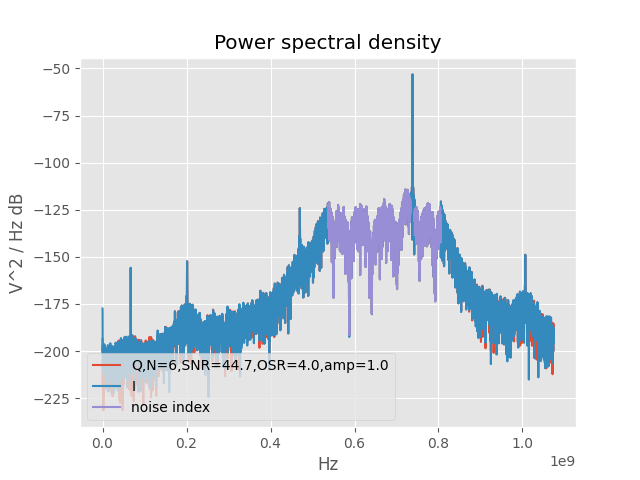 Power spectral density
V^2 / Hz dB
−50
−75
−100
−125
−150
−175
−200
−225
Q,N=6,SNR=44.7,OSR=4.0,amp=1.0
I
noise index
0.0 0.2 0.4 0.6 0.8 1.0
1e9
Hz